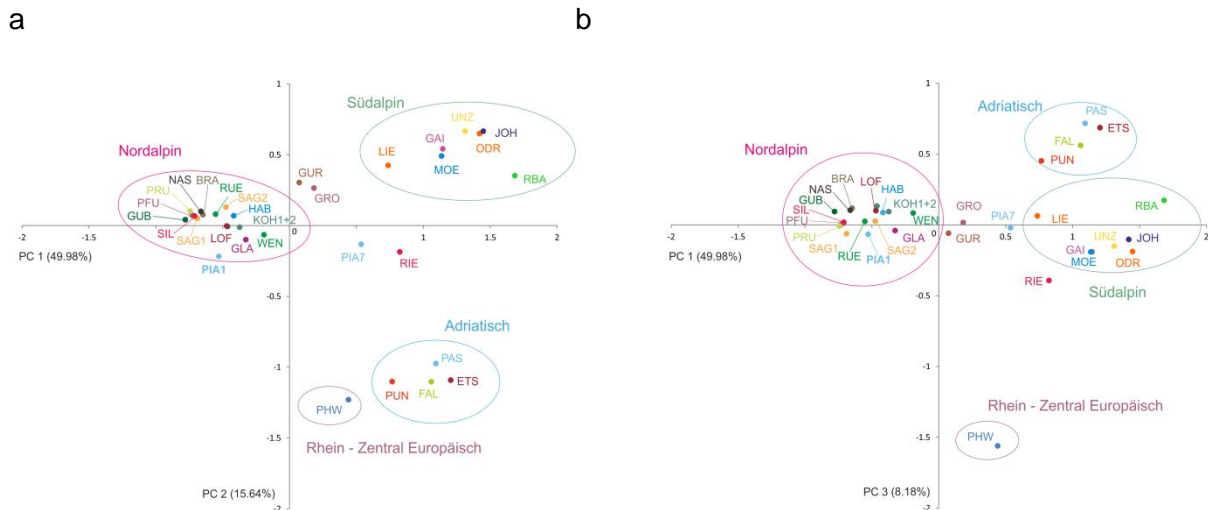 a
1
Südalpin
UNZ
JOH
GAI
ODR
LIE
MOE
RBA
0.5
Nordalpin
GUR
GRO
NAS
BRA
RUE
PRU
SAG2
PFU
HAB
GUB
KOH1+2
SIL
LOF
WEN
SAG1
GLA
PIA1
-2
-1.5
-1
-0.5
0
0
0.5
1
1.5
2
PC 1 (49.98%)
PIA7
RIE
-0.5
Adriatisch
-1
PAS
PUN
FAL
ETS
PHW
Rhein - Zentral Europäisch
-1.5
PC 2 (15.64%)
-2
b
1
Adriatisch
PAS
ETS
FAL
PUN
0.5
Nordalpin
BRA
LOF
NAS
HAB
GUB
KOH1+2
SIL
WEN
PFU
PRU
GLA
SAG1
SAG2
RUE
PIA1
GRO
GUR
PIA7
LIE
RBA
UNZ
JOH
GAI
MOE
ODR
RIE
Südalpin
-2
-1.5
-1
-0.5
0
0
0.5
1
1.5
2
PC 1 (49.98%)
-0.5
-1
Rhein - Zentral Europäisch
PHW
-1.5
PC 3 (8.18%)
-2